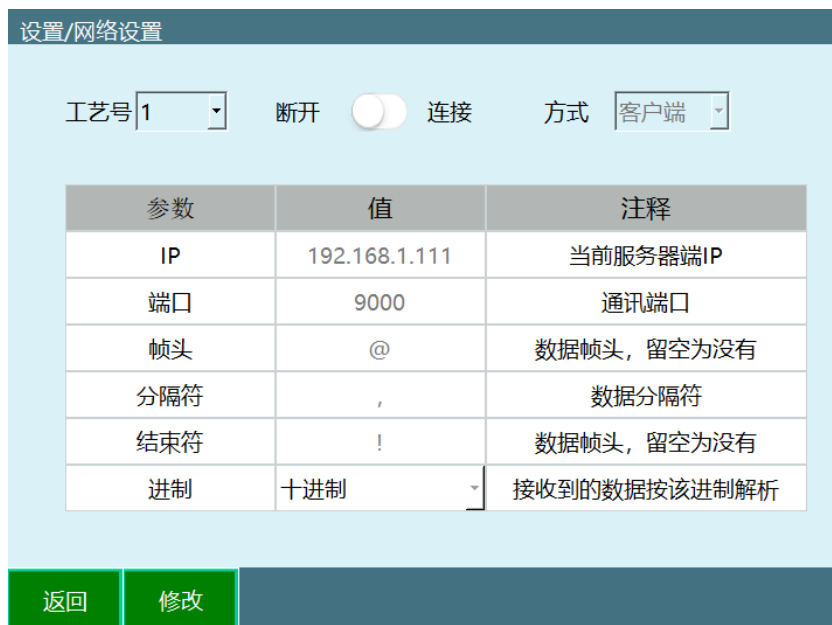 设置/网络设置
工艺号 1 断开 连接 方式 客户端
参数 值 注释
IP 192.168.1.111 当前服务器端IP
端口 9000 通讯端口
帧头 @ 数据帧头，留空为没有
分隔符 , 数据分隔符
结束符 ! 数据帧头，留空为没有
进制 十进制 接收到的数据按该进制解析
返回 修改